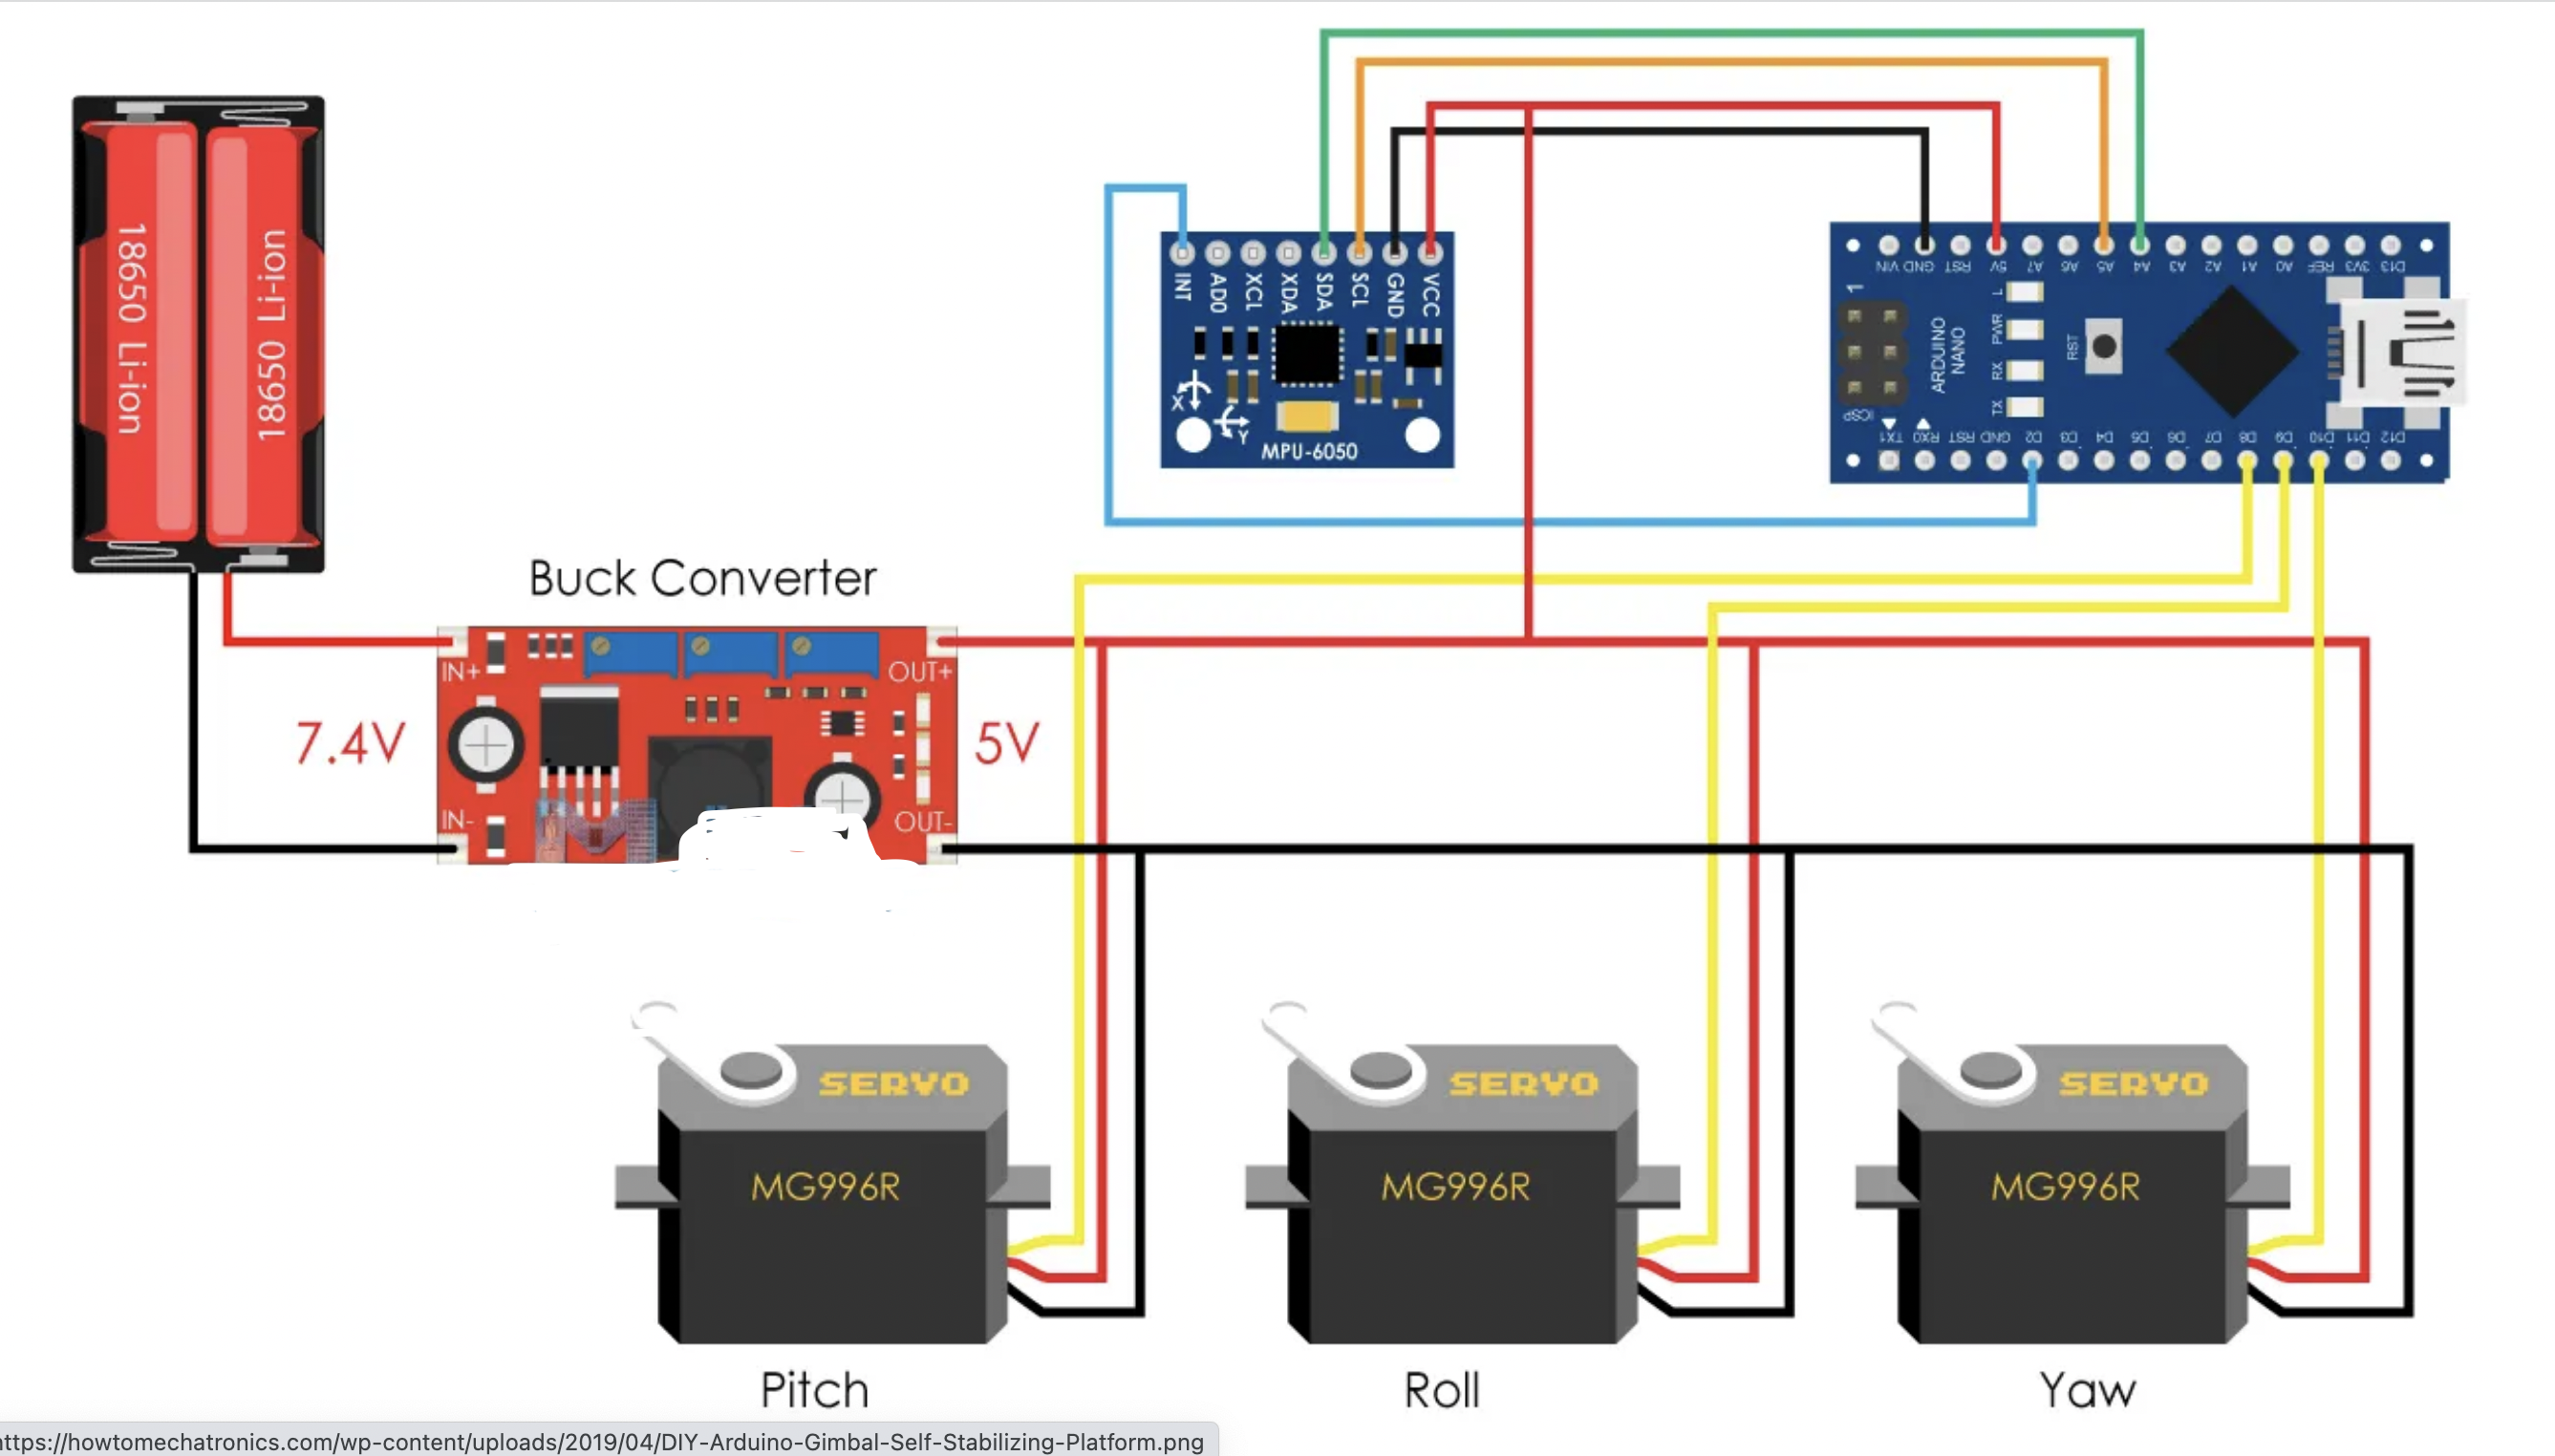 18650 Li-ion
18650 Li-ion
INT
AD0
XCL
XDA
SDA
SCL
GND
VCC
X
Y
MPU-6050
VIN
GND
RST
5V
A7
A6
A5
A4
A3
A2
A1
A0
REF
3V3
D13
1
L
PWR
RX
TX
ARDUINO
NANO
RST
ICSP
TX1
RX0
RST
GND
D2
D3
D4
D5
D6
D7
D8
D9
D10
D11
D12
Buck Converter
IN+
OUT+
7.4V
5V
IN-
OUT-
SERVO
MG996R
Pitch
SERVO
MG996R
Roll
SERVO
MG996R
Yaw
ttps://howtomechatronics.com/wp-content/uploads/2019/04/DIY-Arduino-Gimbal-Self-Stabilizing-Platform.png